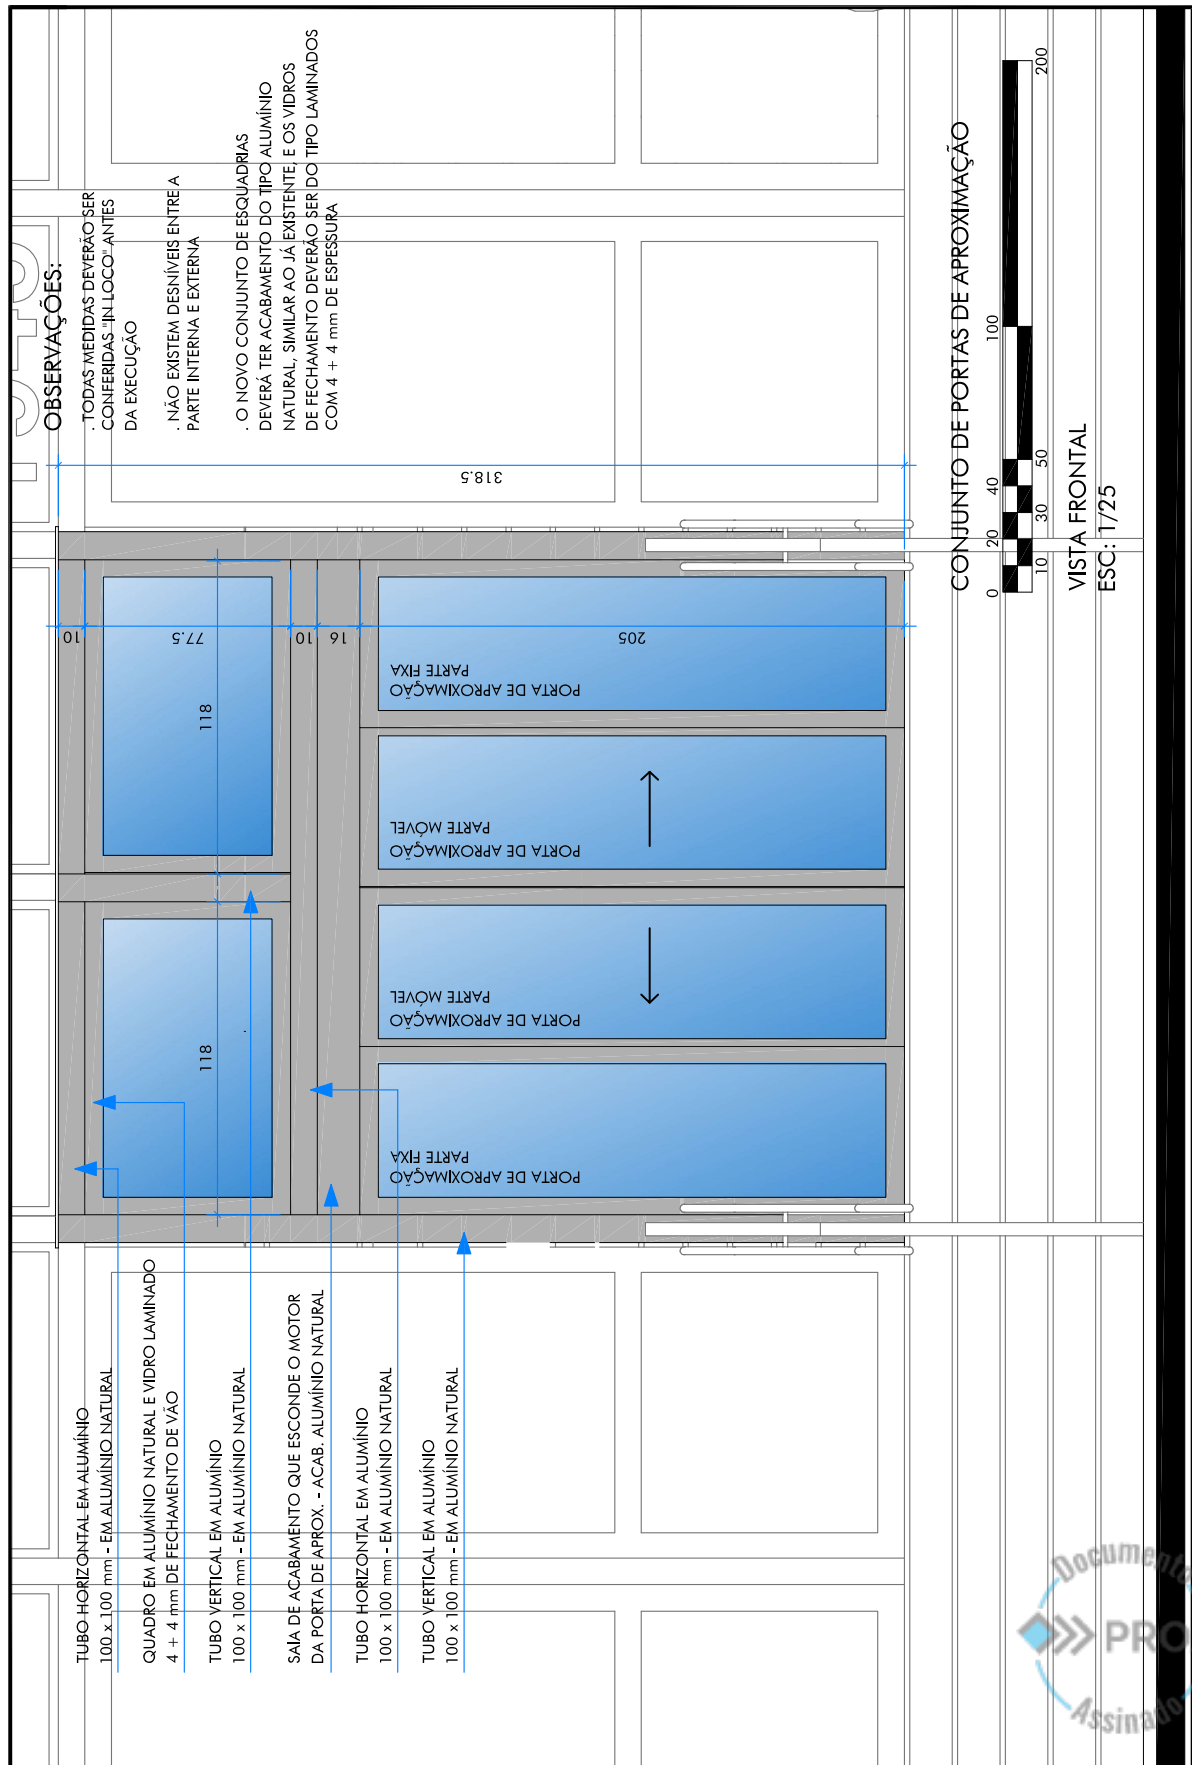 TUBO HORIZONTAL EM ALUMÍNIO
100 x 100 mm - EM ALUMÍNIO NATURAL
QUADRO EM ALUMÍNIO NATURAL E VIDRO LAMINADO
4 + 4 mm DE FECHAMENTO DE VÃO
TUBO VERTICAL EM ALUMÍNIO
100 x 100 mm - EM ALUMÍNIO NATURAL
SAIA DE ACABAMENTO QUE ESCONDE O MOTOR
DA PORTA DE APROX. - ACAB. ALUMÍNIO NATURAL
TUBO HORIZONTAL EM ALUMÍNIO
100 x 100 mm - EM ALUMÍNIO NATURAL
TUBO VERTICAL EM ALUMÍNIO
100 x 100 mm - EM ALUMÍNIO NATURAL
118
118
10
77.5
10
16
205
318.5
PORTA DE APROXIMAÇÃO
PARTE FIXA
PORTA DE APROXIMAÇÃO
PARTE MÓVEL
PORTA DE APROXIMAÇÃO
PARTE MÓVEL
PORTA DE APROXIMAÇÃO
PARTE FIXA
OBSERVAÇÕES:
. TODAS MEDIDAS DEVERÃO SER
CONFERIDAS "IN LOCO" ANTES
DA EXECUÇÃO
. NÃO EXISTEM DESNÍVEIS ENTRE A
PARTE INTERNA E EXTERNA
. O NOVO CONJUNTO DE ESQUADRIAS
DEVERÁ TER ACABAMENTO DO TIPO ALUMÍNIO
NATURAL, SIMILAR AO JÁ EXISTENTE, E OS VIDROS
DE FECHAMENTO DEVERÃO SER DO TIPO LAMINADOS
COM 4 + 4 mm DE ESPESSURA
CONJUNTO DE PORTAS DE APROXIMAÇÃO
0 20 40 100
10 30 50 200
VISTA FRONTAL
ESC.: 1/25
Documento
PRO
Assinado